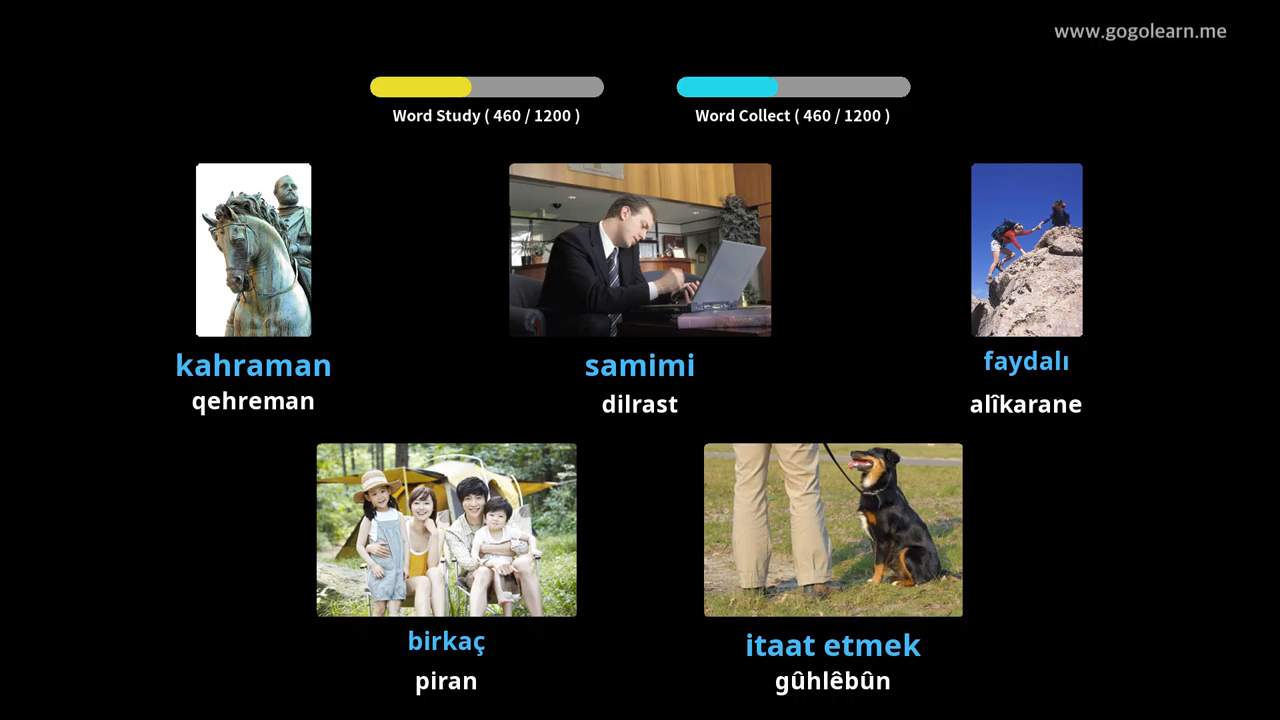 www.gogolearn.me
Word Study ( 460 / 1200 )
Word Collect ( 460 / 1200 )
kahraman
qehreman
samimi
dilrast
faydalı
alîkarane
birkaç
piran
itaat etmek
gûhlêbûn